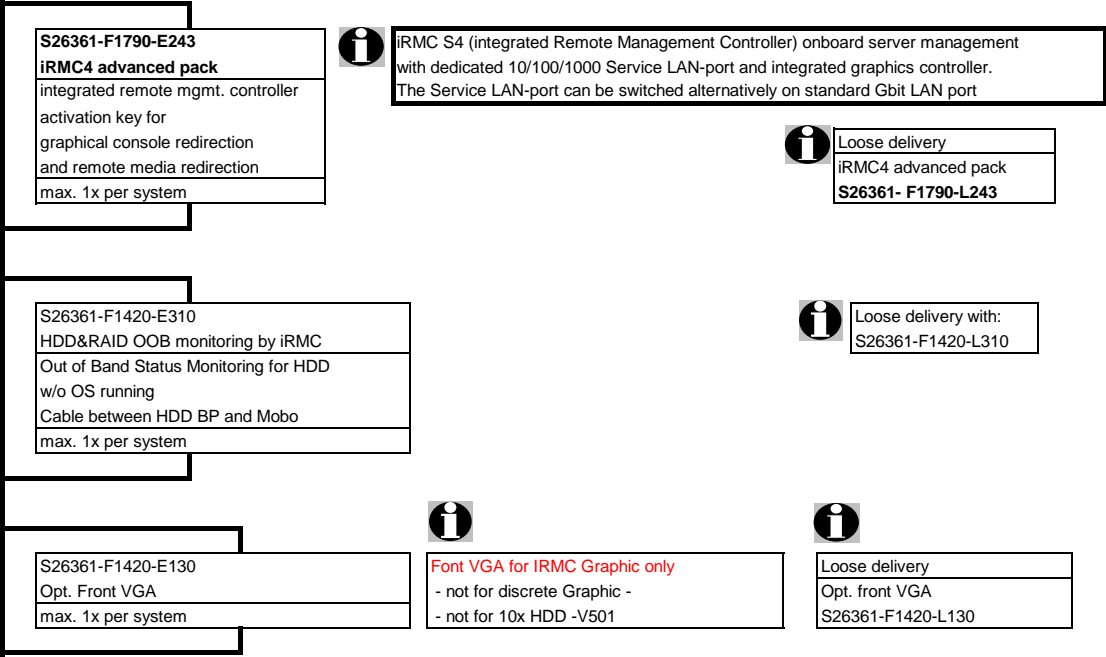 S26361-F1790-E243
iRMC4 advanced pack
integrated remote mgmt. controller
activation key for
graphical console redirection
and remote media redirection
max. 1x per system
iRMC S4 (integrated Remote Management Controller) onboard server management
with dedicated 10/100/1000 Service LAN-port and integrated graphics controller.
The Service LAN-port can be switched alternatively on standard Gbit LAN port
Loose delivery
iRMC4 advanced pack
S26361- F1790-L243
S26361-F1420-E310
HDD&RAID OOB monitoring by iRMC
Out of Band Status Monitoring for HDD
w/o OS running
Cable between HDD BP and Mobo
max. 1x per system
Loose delivery with:
S26361-F1420-L310
S26361-F1420-E130
Opt. Front VGA
max. 1x per system
Font VGA for IRMC Graphic only
- not for discrete Graphic -
- not for 10x HDD -V501
Loose delivery
Opt. front VGA
S26361-F1420-L130